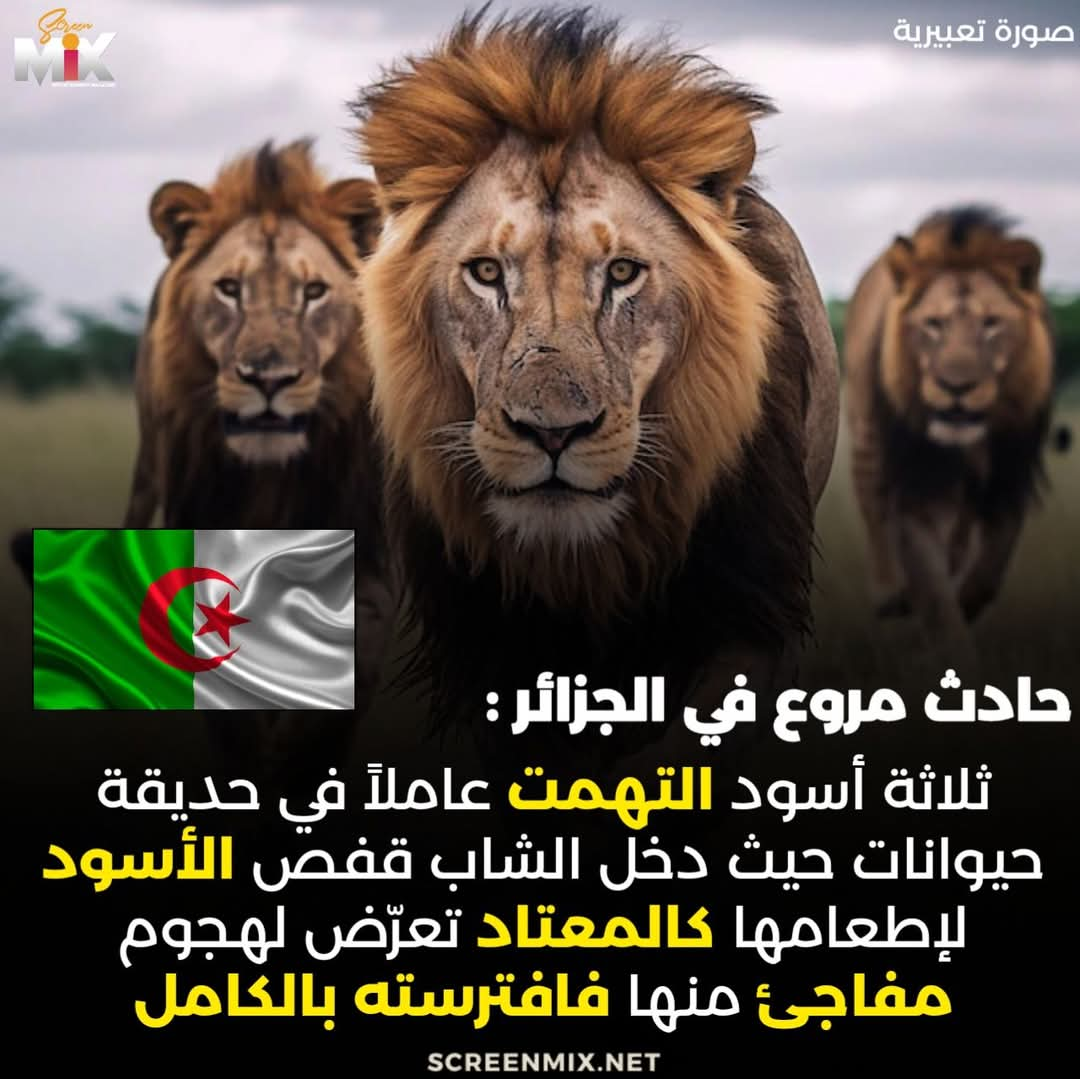 Screen
MiX
صورة تعبيرية
حادث مروع في الجزائر :
ثلاثة أسود التهمت عاملاً في حديقة
حيوانات حيث دخل الشاب قفص الأسود
لإطعامها كالمعتاد تعرّض لهجوم
مفاجئ منها فافترسته بالكامل
SCREENMIX.NET